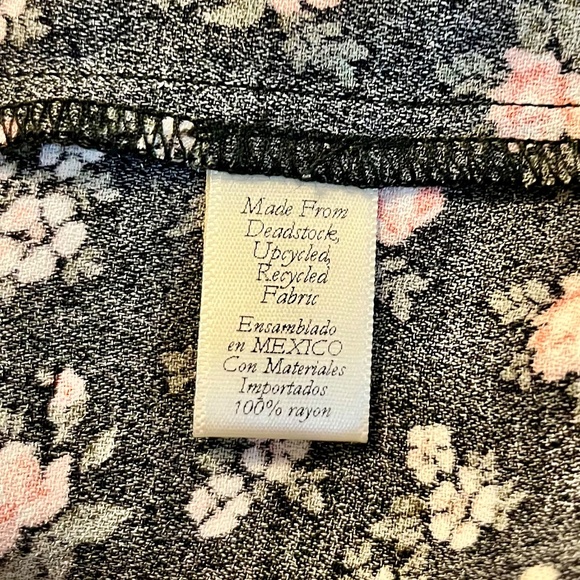 Made From
Deadstock,
Upcycled,
Recycled
Fabric
Ensamblado
en MEXICO
Con Materiales
Importados
100% rayon